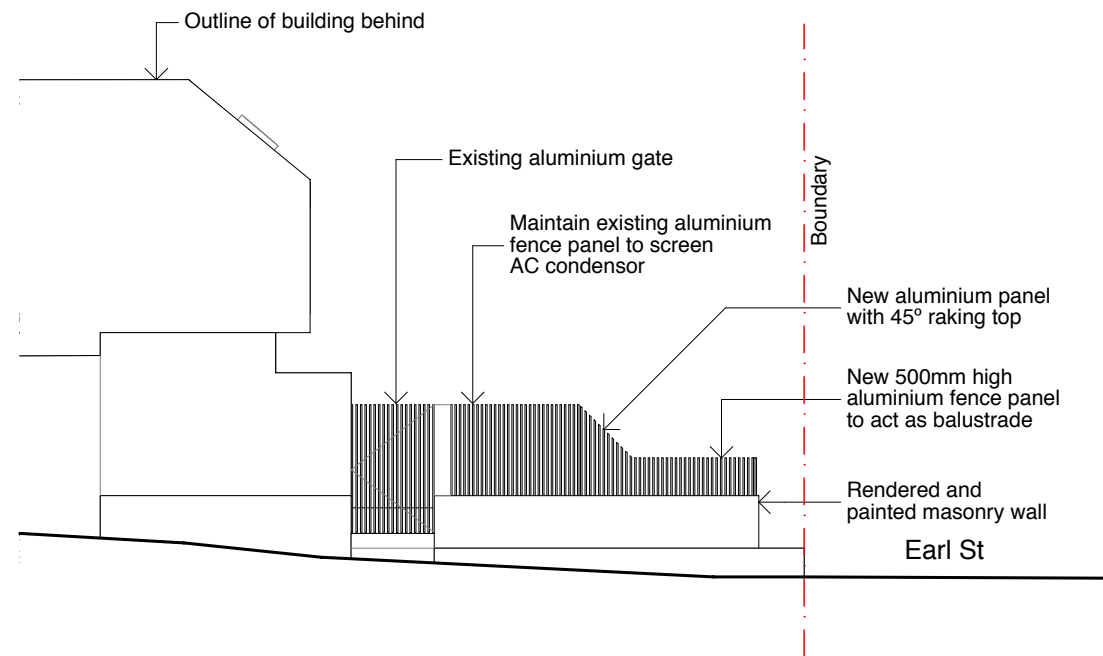 Outline of building behind
Existing aluminium gate
Maintain existing aluminium
fence panel to screen
AC condensor
Boundary
New aluminium panel
with 45º raking top
New 500mm high
aluminium fence panel
to act as balustrade
Rendered and
painted masonry wall
Earl St